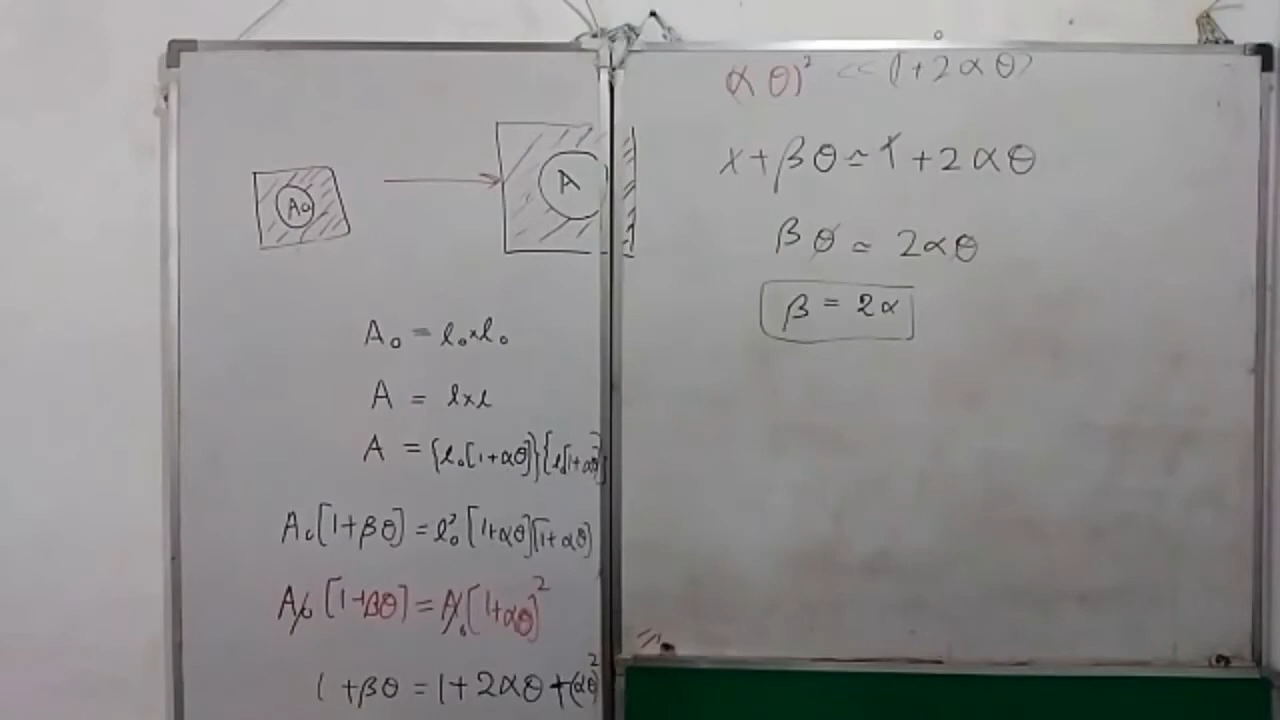 A₀
A
A₀ = l₀×l₀
A = l×l
A = {l₀[1+αθ]}{l[1+αθ]}
A₀[1+βθ] = l₀²[1+αθ][1+αθ)
A₀[1+βθ] = A₀[1+αθ]²
1+βθ = 1+2αθ+(αθ)²
αθ)² << (1+2αθ)
1+βθ ≃ 1+2αθ
βθ ≃ 2αθ
β = 2α